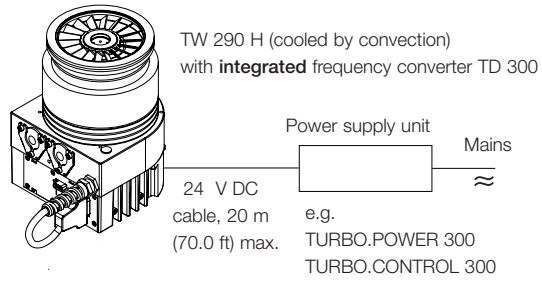 TW 290 H (cooled by convection)
with integrated frequency converter TD 300
Power supply unit
Mains
≈
24 V DC
cable, 20 m
(70.0 ft) max.
e.g.
TURBO.POWER 300
TURBO.CONTROL 300